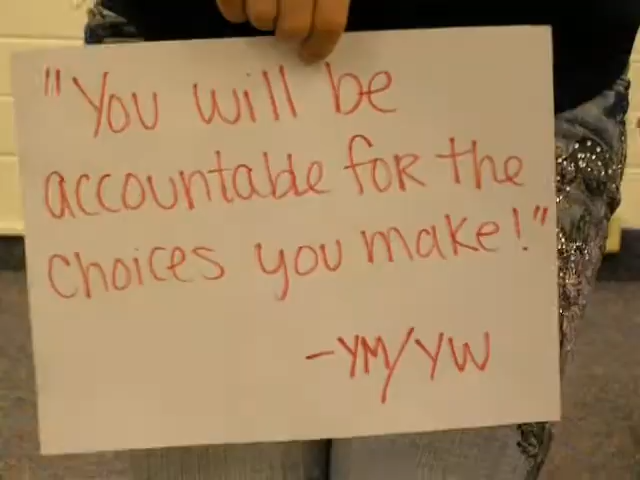 "You will be
accountable for the
choices you make!"
-YM/YW